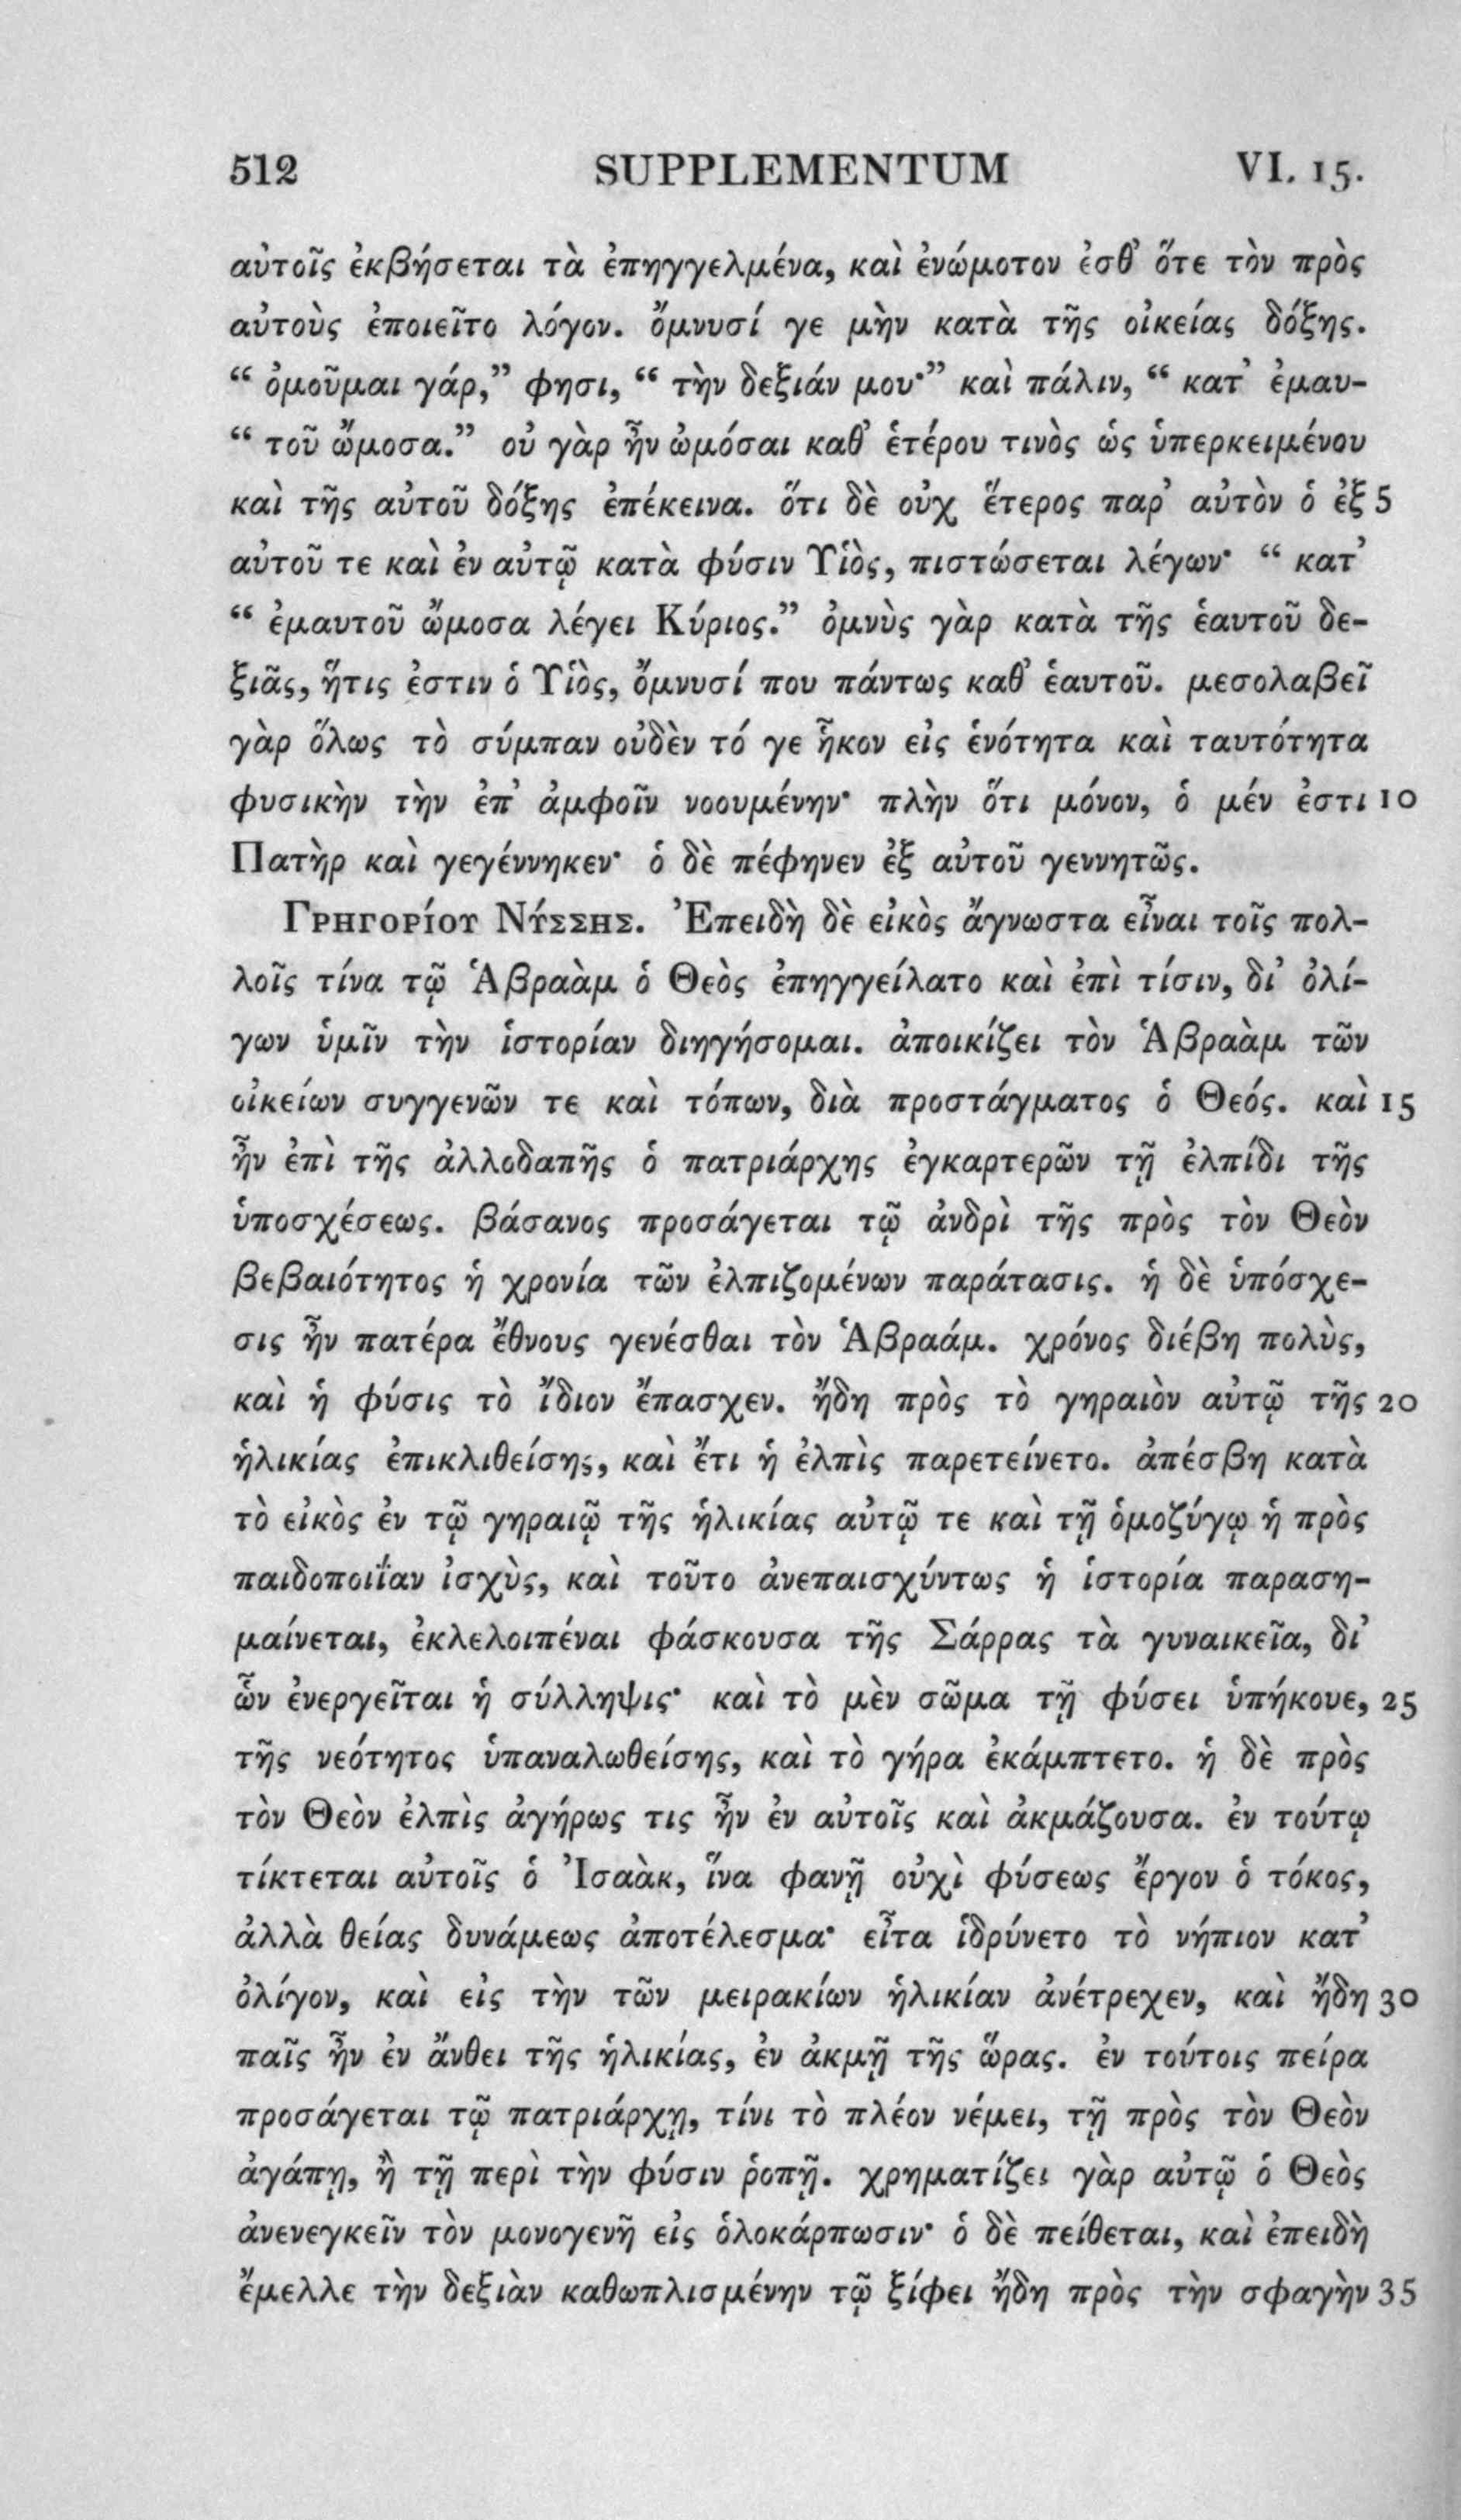 512 SUPPLEMENTUM VI. 15.
αὐτοῖς ἐκβήσεται τὰ ἐπηγγελμένα, καὶ ἐνώμοτον ἐσθ᾽ ὅτε τὸν πρὸς
αὐτοὺς ἐποιεῖτο λόγον. ὄμνυσί γε μὴν κατὰ τῆς οἰκείας δόξης.
“ ὀμοῦμαι γάρ,” φησι, “ τὴν δεξιάν μου·” καὶ πάλιν, “ κατ᾽ ἐμαυ-
“ τοῦ ὤμοσα.” οὐ γὰρ ἦν ὠμόσαι καθ᾽ ἑτέρου τινὸς ὡς ὑπερκειμένου
καὶ τῆς αὐτοῦ δόξης ἐπέκεινα. ὅτι δὲ οὐχ ἕτερος παρ᾽ αὐτὸν ὁ ἐξ 5
αὐτοῦ τε καὶ ἐν αὐτῷ κατὰ φύσιν Υἱὸς, πιστώσεται λέγων· “ κατ᾽
“ ἐμαυτοῦ ὤμοσα λέγει Κύριος.” ὀμνὺς γὰρ κατὰ τῆς ἑαυτοῦ δε-
ξιᾶς, ἥτις ἐστιν ὁ Υἱὸς, ὄμνυσί που πάντως καθ᾽ ἑαυτοῦ. μεσολαβεῖ
γὰρ ὅλως τὸ σύμπαν οὐδὲν τό γε ἧκον εἰς ἑνότητα καὶ ταυτότητα
φυσικὴν τὴν ἐπ᾽ ἀμφοῖν νοουμένην· πλὴν ὅτι μόνον, ὁ μέν ἐστι 10
Πατὴρ καὶ γεγέννηκεν· ὁ δὲ πέφηνεν ἐξ αὐτοῦ γεννητῶς.
ΓΡΗΓΟΡίΟΥ ΝΎΣΣΗΣ. Ἐπειδὴ δὲ εἰκὸς ἄγνωστα εἶναι τοῖς πολ-
λοῖς τίνα τῷ Ἁβραὰμ ὁ Θεὸς ἐπηγγείλατο καὶ ἐπὶ τίσιν, δι᾽ ὀλί-
γων ὑμῖν τὴν ἱστορίαν διηγήσομαι. ἀποικίζει τὸν Ἁβραὰμ τῶν
οἰκείων συγγενῶν τε καὶ τόπων, διὰ προστάγματος ὁ Θεός. καὶ 15
ἦν ἐπὶ τῆς ἀλλοδαπῆς ὁ πατριάρχης ἐγκαρτερῶν τῇ ἐλπίδι τῆς
ὑποσχέσεως. βάσανος προσάγεται τῷ ἀνδρὶ τῆς πρὸς τὸν Θεὸν
βεβαιότητος ἡ χρονία τῶν ἐλπιζομένων παράτασις. ἡ δὲ ὑπόσχε-
σις ἦν πατέρα ἔθνους γενέσθαι τὸν Ἁβραάμ. χρόνος διέβη πολὺς,
καὶ ἡ φύσις τὸ ἴδιον ἔπασχεν. ἤδη πρὸς τὸ γηραιὸν αὐτῷ τῆς 20
ἡλικίας ἐπικλιθείσης, καὶ ἔτι ἡ ἐλπὶς παρετείνετο. ἀπέσβη κατὰ
τὸ εἰκὸς ἐν τῷ γηραιῷ τῆς ἡλικίας αὐτῷ τε καὶ τῇ ὁμοζύγῳ ἡ πρὸς
παιδοποιΐαν ἰσχὺς, καὶ τοῦτο ἀνεπαισχύντως ἡ ἱστορία παραση-
μαίνεται, ἐκλελοιπέναι φάσκουσα τῆς Σάρρας τὰ γυναικεῖα, δι᾽
ὧν ἐνεργεῖται ἡ σύλληψις· καὶ τὸ μὲν σῶμα τῇ φύσει ὑπήκουε, 25
τῆς νεότητος ὑπαναλωθείσης, καὶ τὸ γήρα ἐκάμπτετο. ἡ δὲ πρὸς
τὸν Θεὸν ἐλπὶς ἀγήρως τις ἦν ἐν αὐτοῖς καὶ ἀκμάζουσα. ἐν τούτῳ
τίκτεται αὐτοῖς ὁ Ἰσαὰκ, ἵνα φανῇ οὐχὶ φύσεως ἔργον ὁ τόκος,
ἀλλὰ θείας δυνάμεως ἀποτέλεσμα· εἶτα ἱδρύνετο τὸ νήπιον κατ᾽
ὀλίγον, καὶ εἰς τὴν τῶν μειρακίων ἡλικίαν ἀνέτρεχεν, καὶ ἤδη 30
παῖς ἦν ἐν ἄνθει τῆς ἡλικίας, ἐν ἀκμῇ τῆς ὥρας. ἐν τούτοις πείρα
προσάγεται τῷ πατριάρχῃ, τίνι τὸ πλέον νέμει, τῇ πρὸς τὸν Θεὸν
ἀγάπῃ, ἢ τῇ περὶ τὴν φύσιν ῥοπῇ. χρηματίζει γὰρ αὐτῷ ὁ Θεὸς
ἀνενεγκεῖν τὸν μονογενῆ εἰς ὁλοκάρπωσιν· ὁ δὲ πείθεται, καὶ ἐπειδὴ
ἔμελλε τὴν δεξιὰν καθωπλισμένην τῷ ξίφει ἤδη πρὸς τὴν σφαγὴν 35